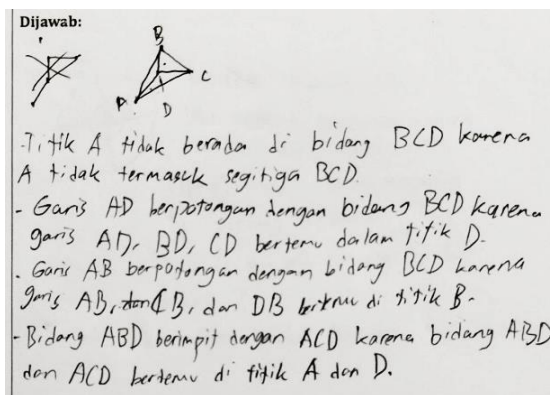 Dijawab:
B
C
A
D
-Titik A tidak berada di bidang BCD karena
A tidak termasuk segitiga BCD.
- Garis AD berpotongan dengan bidang BCD karena
garis AD, BD, CD bertemu dalam titik D.
- Garis AB berpotongan dengan bidang BCD karena
garis AB, CB, dan DB bertemu di titik B.
- Bidang ABD berimpit dengan ACD karena bidang ABD
dan ACD bertemu di titik A dan D.